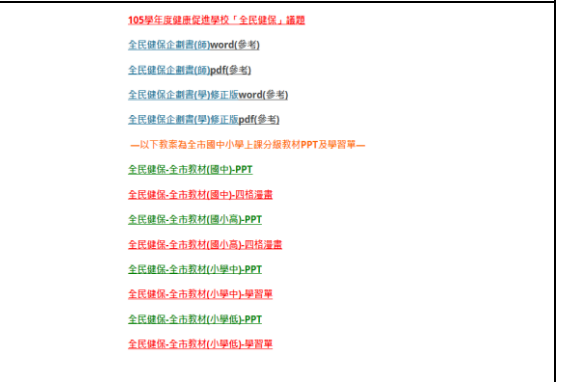 105學年度健康促進學校「全民健保」議題
全民健保企劃書(師)word(參考)
全民健保企劃書(師)pdf(參考)
全民健保企劃書(學)修正版word(參考)
全民健保企劃書(學)修正版pdf(參考)
—以下教案為全市國中小學上課分級教材PPT及學習單—
全民健保-全市教材(國中)-PPT
全民健保-全市教材(國中)-四格漫畫
全民健保-全市教材(國小高)-PPT
全民健保-全市教材(國小高)-四格漫畫
全民健保-全市教材(小學中)-PPT
全民健保-全市教材(小學中)-學習單
全民健保-全市教材(小學低)-PPT
全民健保-全市教材(小學低)-學習單